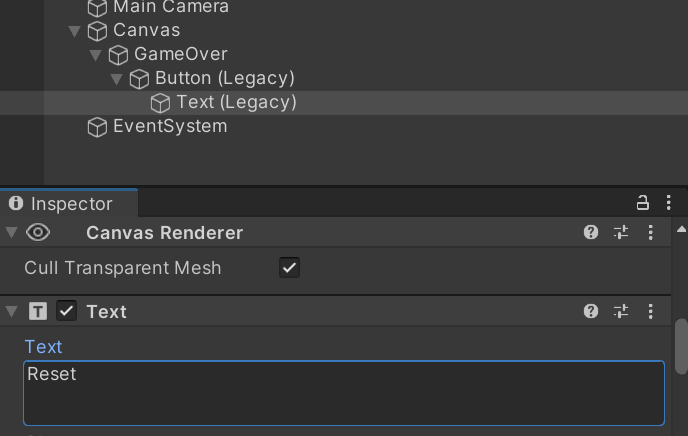 Main Camera
Canvas
GameOver
Button (Legacy)
Text (Legacy)
EventSystem
Inspector
Canvas Renderer
Cull Transparent Mesh
Text
Text
Reset